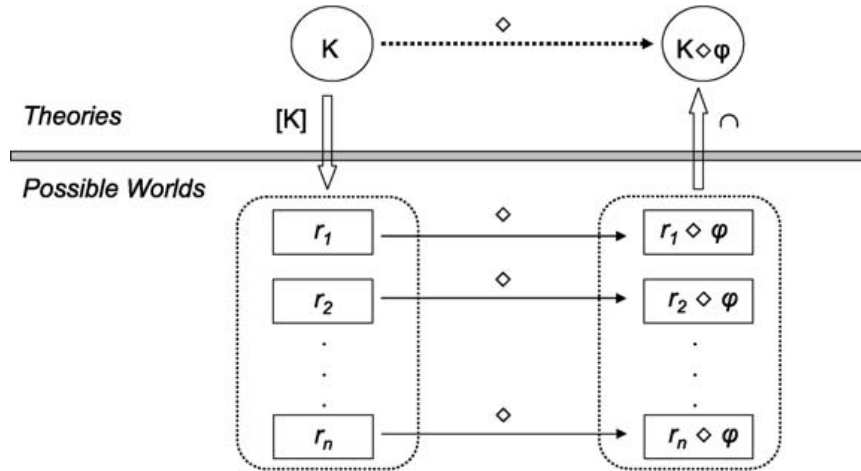 ◇
K K◇φ
Theories [K] ∩
Possible Worlds
◇
r1 r1 ◇ φ
◇
r2 r2 ◇ φ
. .
. .
. .
◇
rn rn ◇ φ